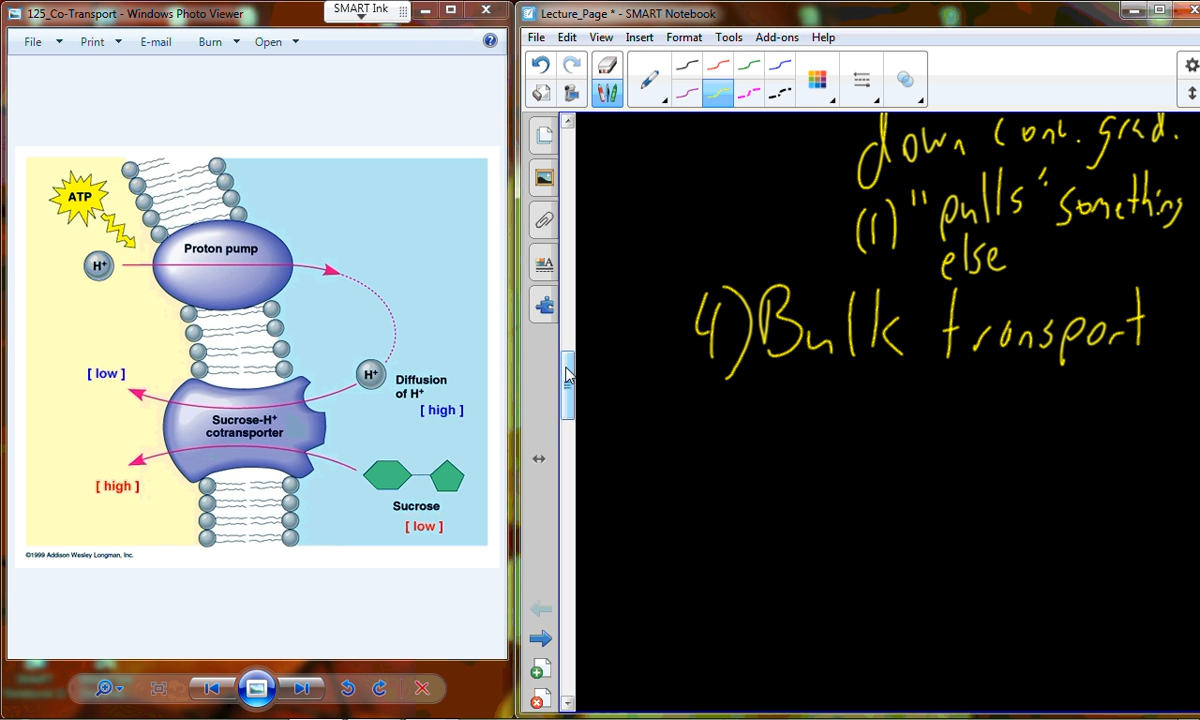 125_Co-Transport - Windows Photo Viewer
SMART Ink
File Print E-mail Burn Open
ATP
H+
Proton pump
[ low ]
H+
Diffusion
of H+
[ high ]
Sucrose-H+
cotransporter
[ high ]
Sucrose
[ low ]
©1999 Addison Wesley Longman, Inc.
Lecture_Page * - SMART Notebook
File Edit View Insert Format Tools Add-ons Help
down conc. grad.
(1) "pulls" something
else
4) Bulk transport